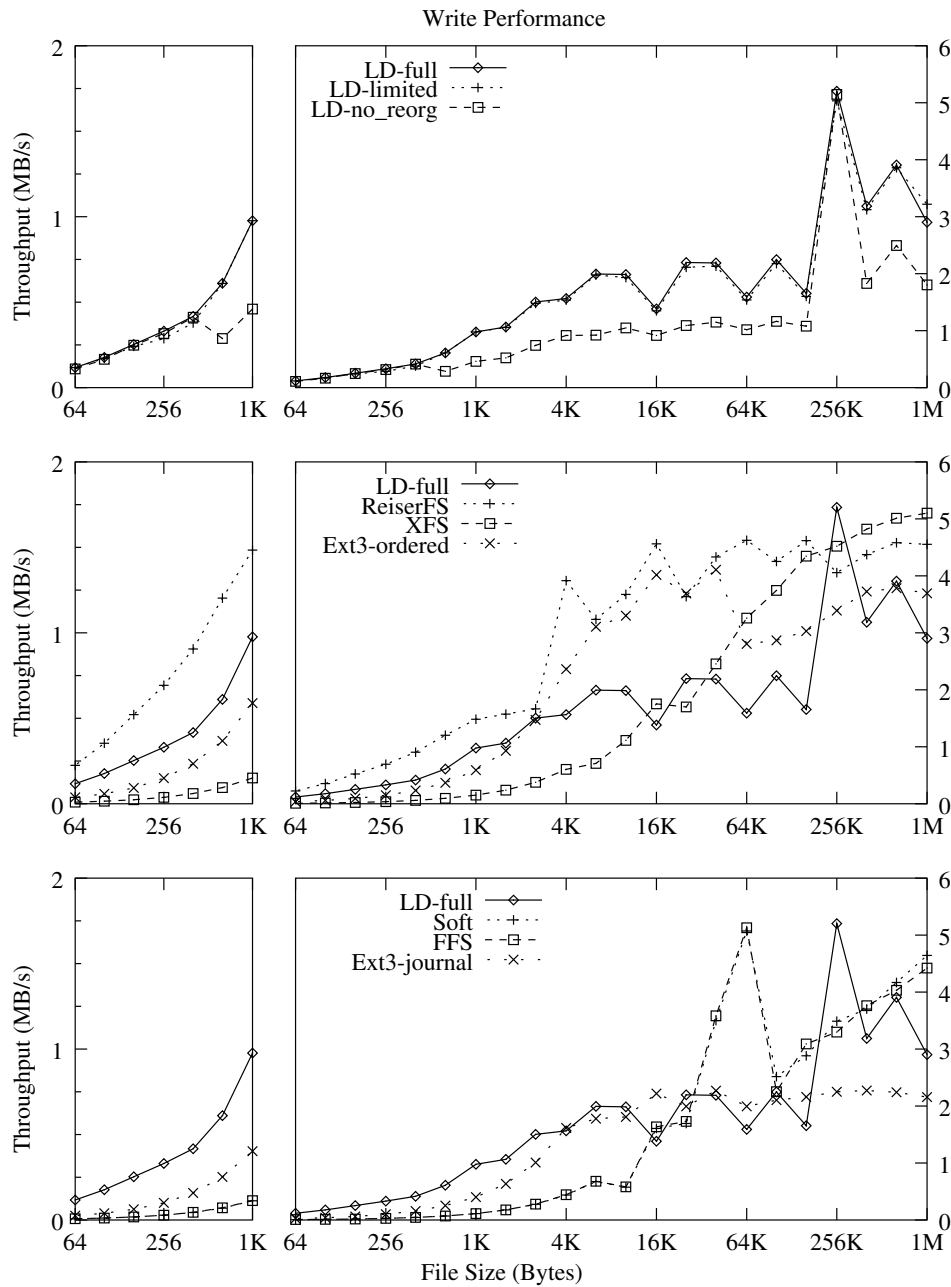 Write Performance
2
1
0
64
256
1K
Throughput (MB/s)
LD-full
LD-limited
LD-no_reorg
6
5
4
3
2
1
0
64
256
1K
4K
16K
64K
256K
1M
2
1
0
64
256
1K
Throughput (MB/s)
LD-full
ReiserFS
XFS
Ext3-ordered
6
5
4
3
2
1
0
64
256
1K
4K
16K
64K
256K
1M
2
1
0
64
256
1K
Throughput (MB/s)
LD-full
Soft
FFS
Ext3-journal
6
5
4
3
2
1
0
64
256
1K
4K
16K
64K
256K
1M
File Size (Bytes)